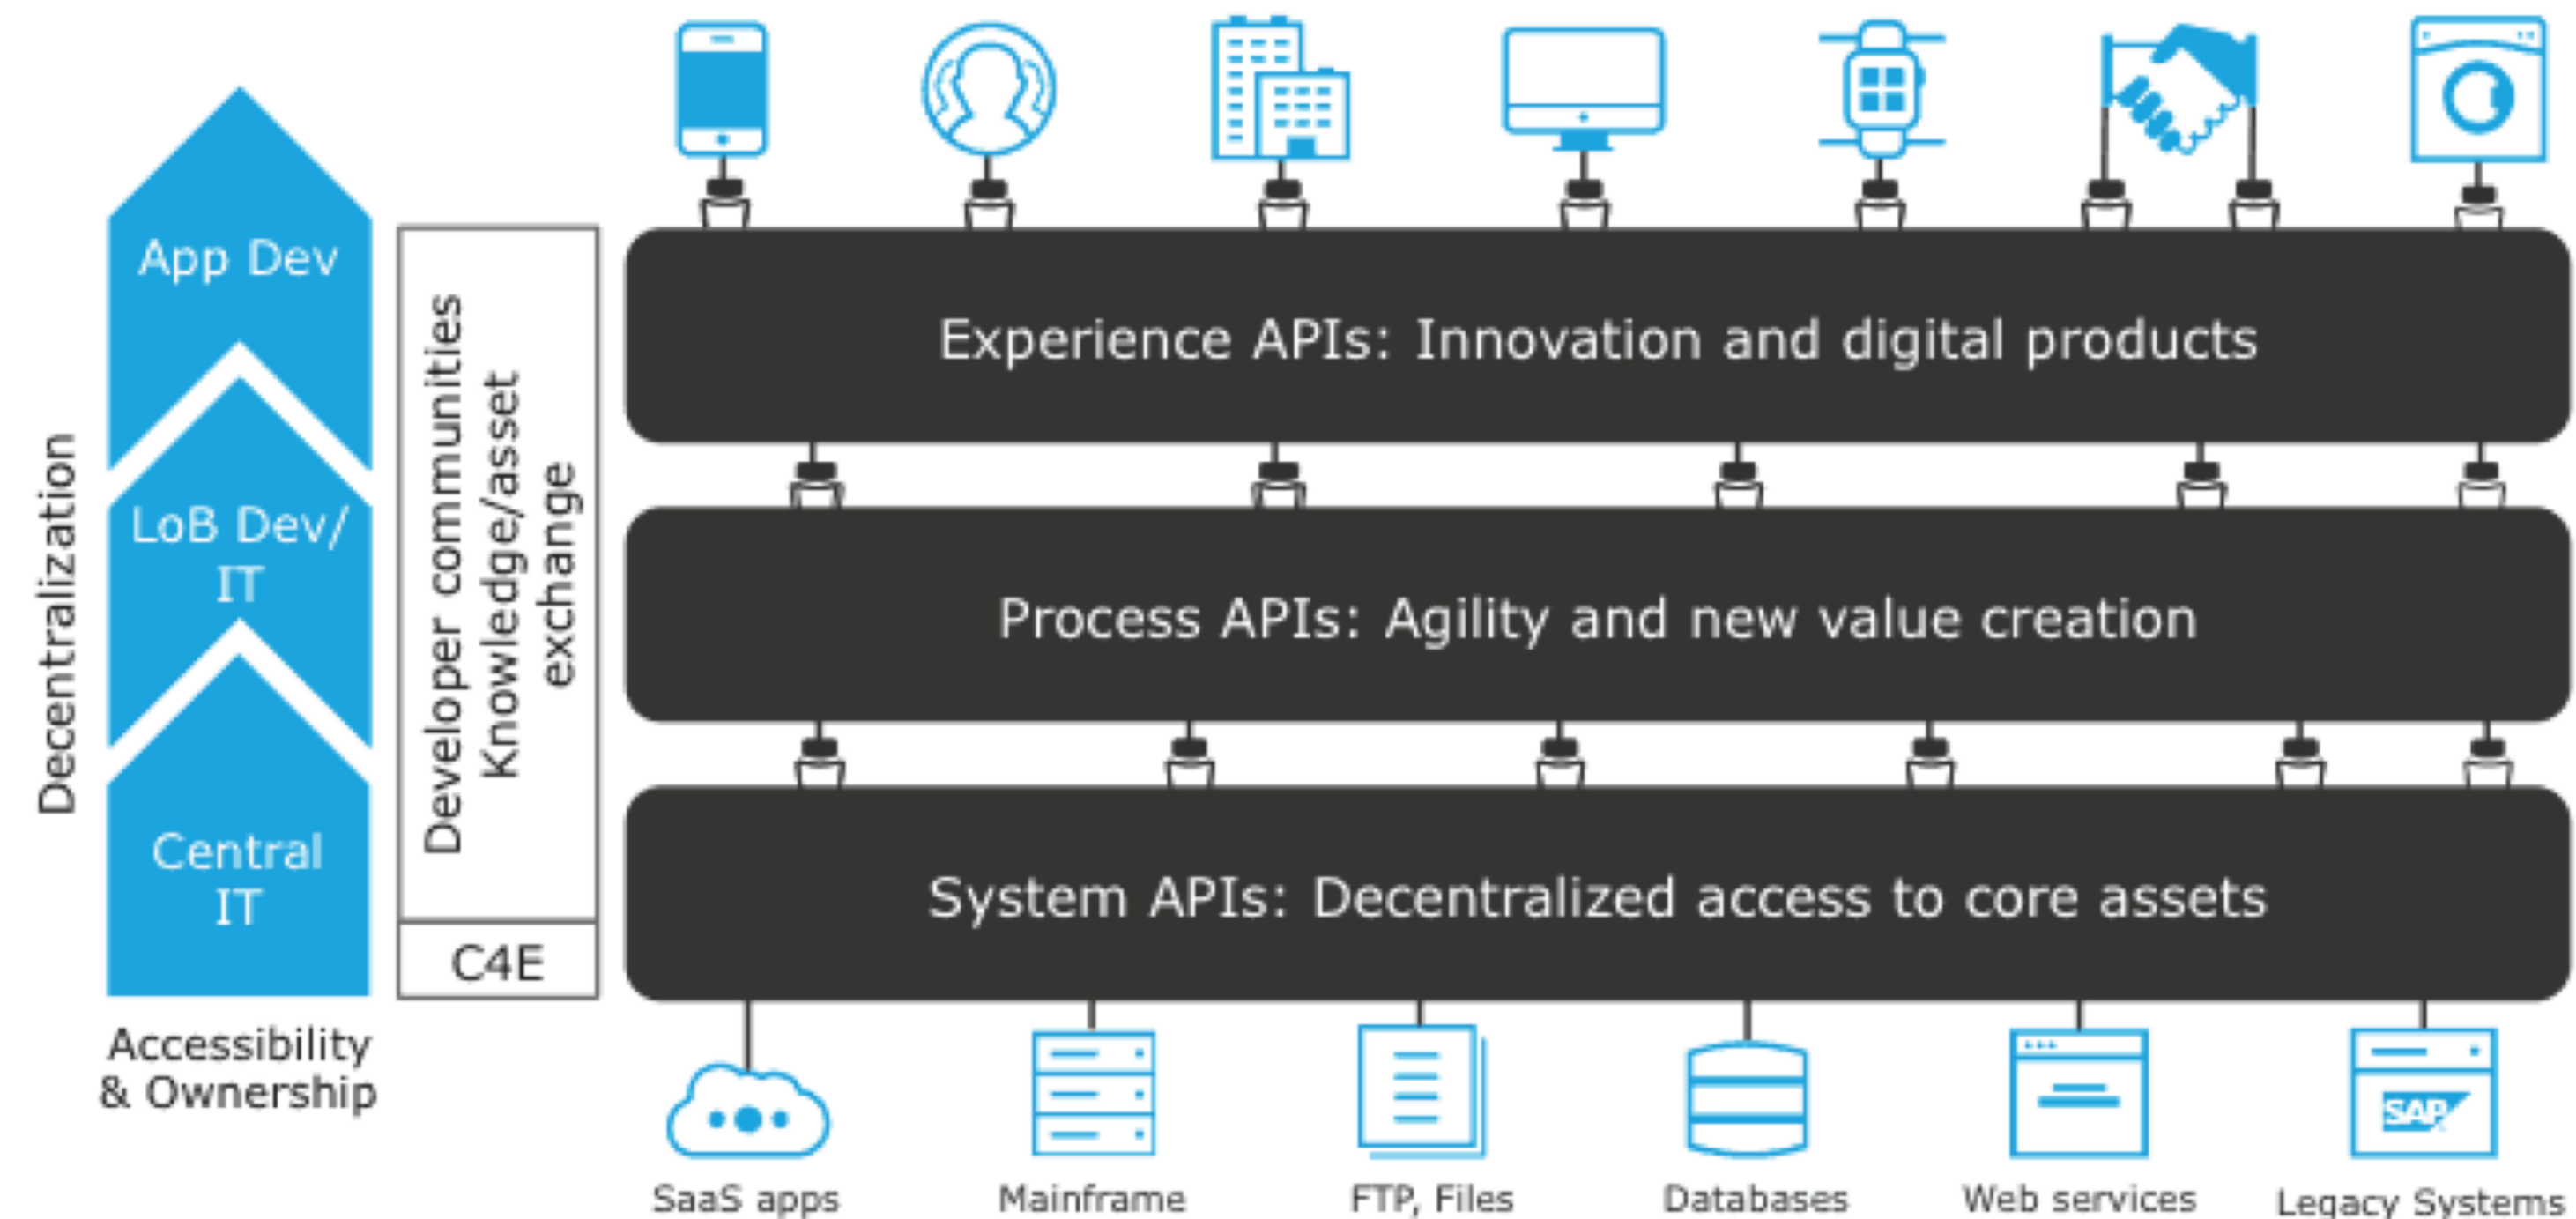 Decentralization
App Dev
LoB Dev/
IT
Central
IT
Accessibility
& Ownership
Developer communities
Knowledge/asset
exchange
C4E
Experience APIs: Innovation and digital products
Process APIs: Agility and new value creation
System APIs: Decentralized access to core assets
SAP
SaaS apps
Mainframe
FTP, Files
Databases
Web services
Legacy Systems